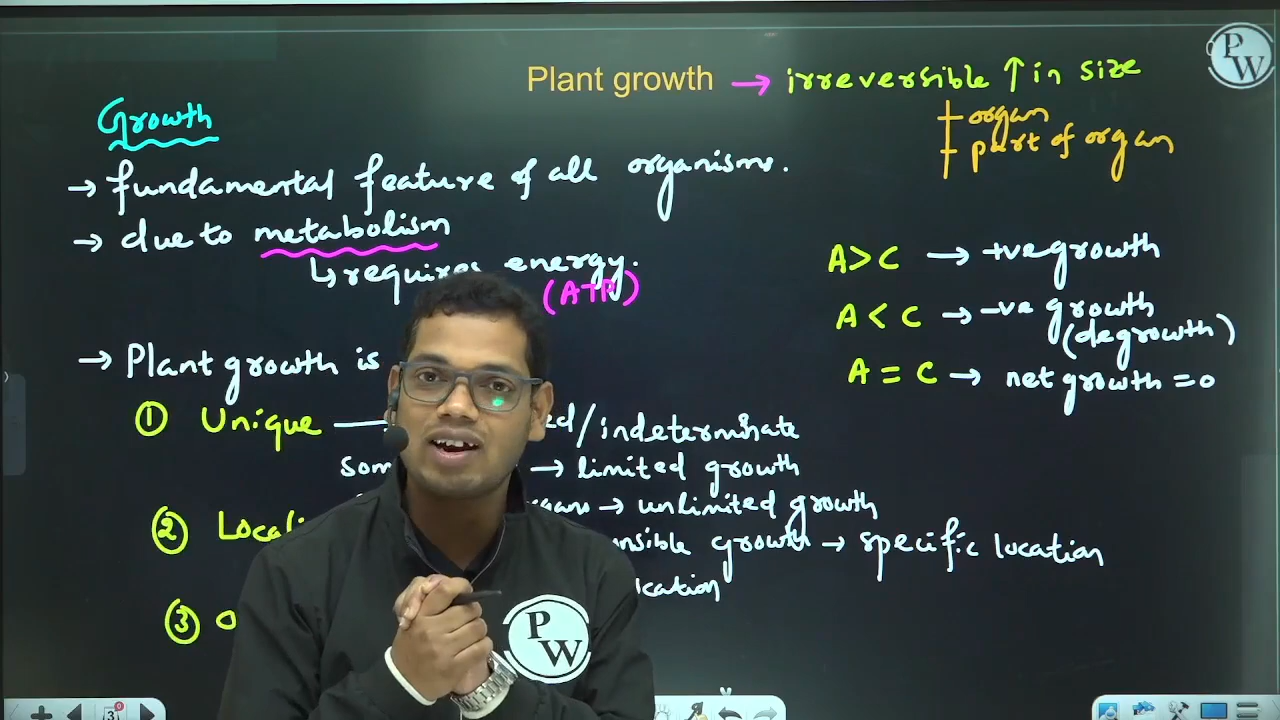 Plant growth → irreversible ↑ in size
organ
part of organ
PW
Growth
→ fundamental feature of all organisms.
→ due to metabolism
↳ requires energy.
(ATP)
A > C → +ve growth
A < C → -ve growth
(degrowth)
A = C → net growth = 0
→ Plant growth is
① Unique — /indeterminate
→ limited growth
→ unlimited growth
② growth → specific location
③
3
PW